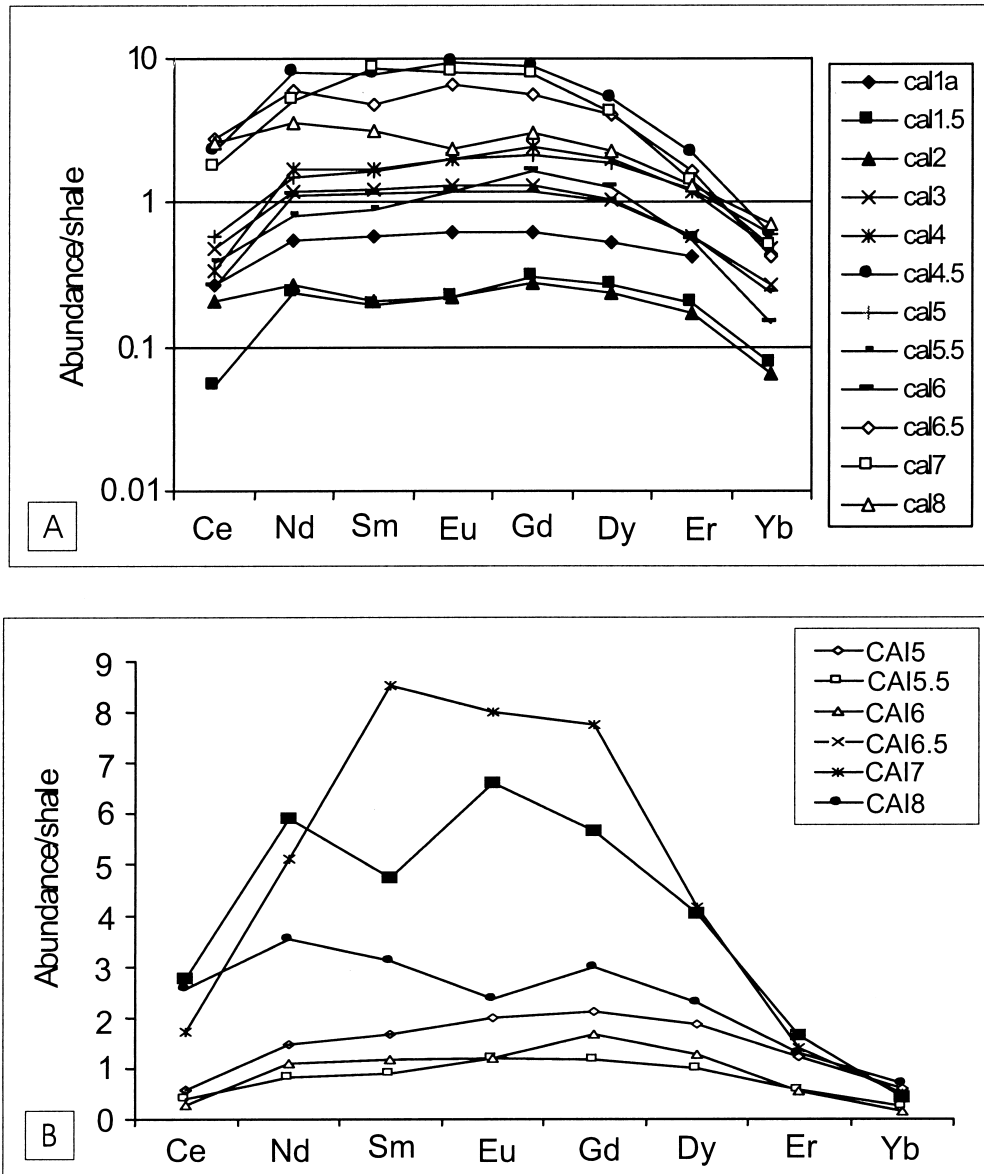 Abundance/shale
10
1
0.1
0.01
Ce Nd Sm Eu Gd Dy Er Yb
A
cal1a
cal1.5
cal2
cal3
cal4
cal4.5
cal5
cal5.5
cal6
cal6.5
cal7
cal8
Abundance/shale
9
8
7
6
5
4
3
2
1
0
Ce Nd Sm Eu Gd Dy Er Yb
B
CAI5
CAI5.5
CAI6
CAI6.5
CAI7
CAI8